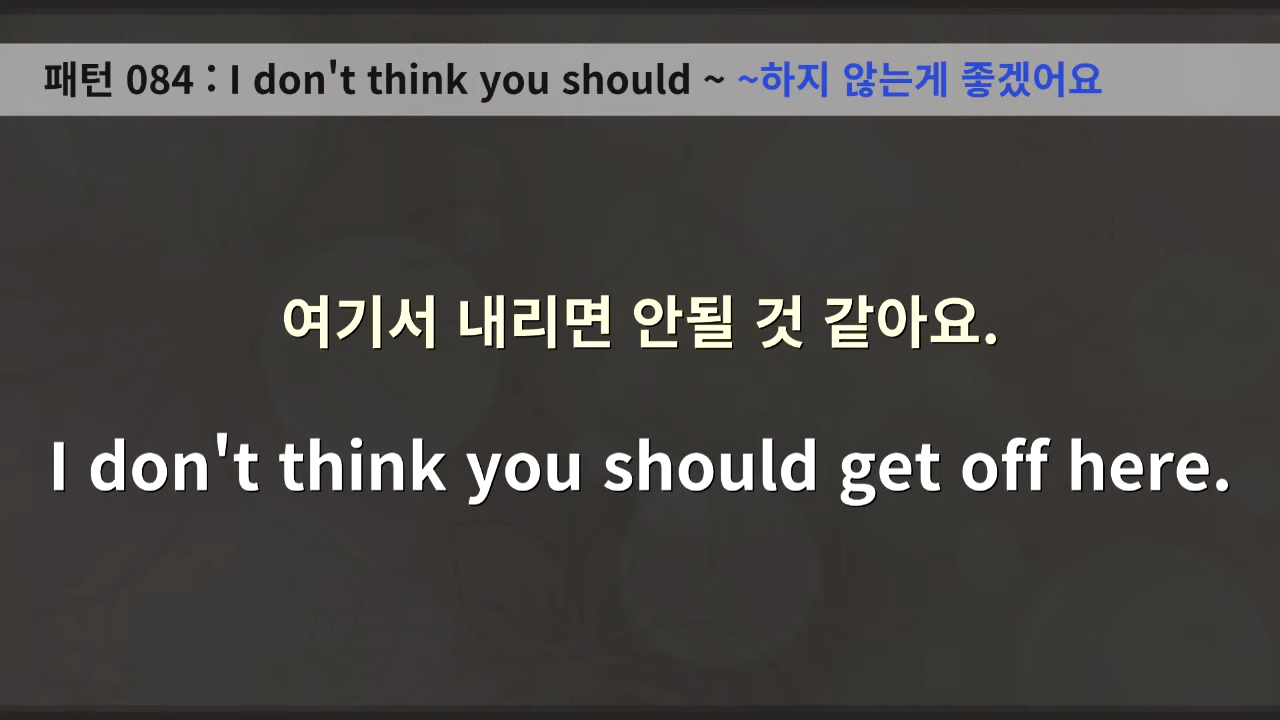 패턴 084 : I don't think you should ~ ~하지 않는게 좋겠어요
여기서 내리면 안될 것 같아요.
I don't think you should get off here.